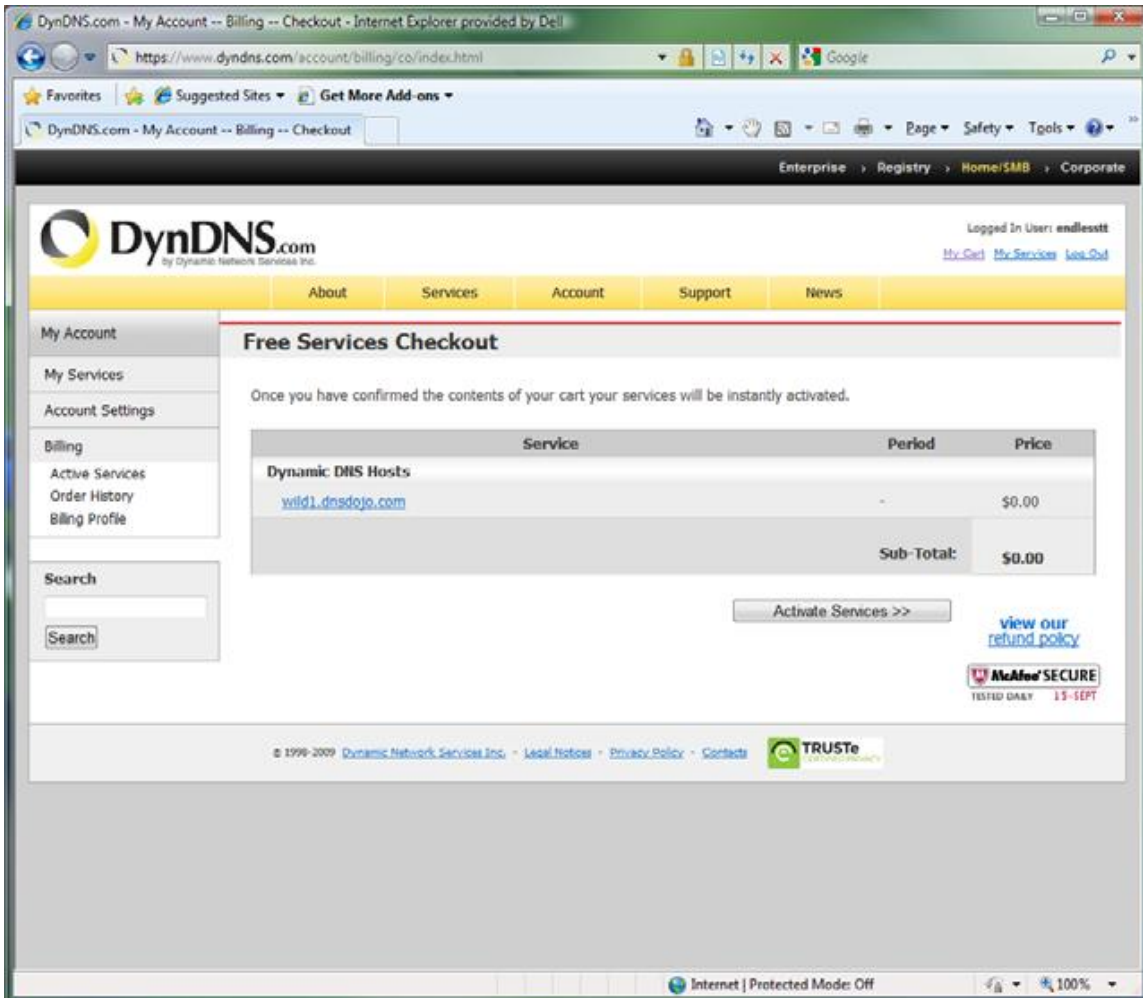 DynDNS.com - My Account -- Billing -- Checkout - Internet Explorer provided by Dell
https://www.dyndns.com/account/billing/co/index.html
Google
Favorites
Suggested Sites
Get More Add-ons
DynDNS.com - My Account -- Billing -- Checkout
Page
Safety
Tools
Enterprise › Registry › Home/SMB › Corporate
DynDNS.com
by Dynamic Network Services Inc.
Logged In User: endlesstt
My Cart My Services Log Out
About
Services
Account
Support
News
My Account
My Services
Account Settings
Billing
Active Services
Order History
Billing Profile
Search
Search
Free Services Checkout
Once you have confirmed the contents of your cart your services will be instantly activated.
Service Period Price
Dynamic DNS Hosts
wild1.dnsdojo.com - $0.00
Sub-Total: $0.00
Activate Services >>
view our
refund policy
McAfee SECURE
TESTED DAILY 15-SEPT
© 1998-2009 Dynamic Network Services Inc. - Legal Notices - Privacy Policy - Contacts
TRUSTe
CERTIFIED PRIVACY
Internet | Protected Mode: Off
100%